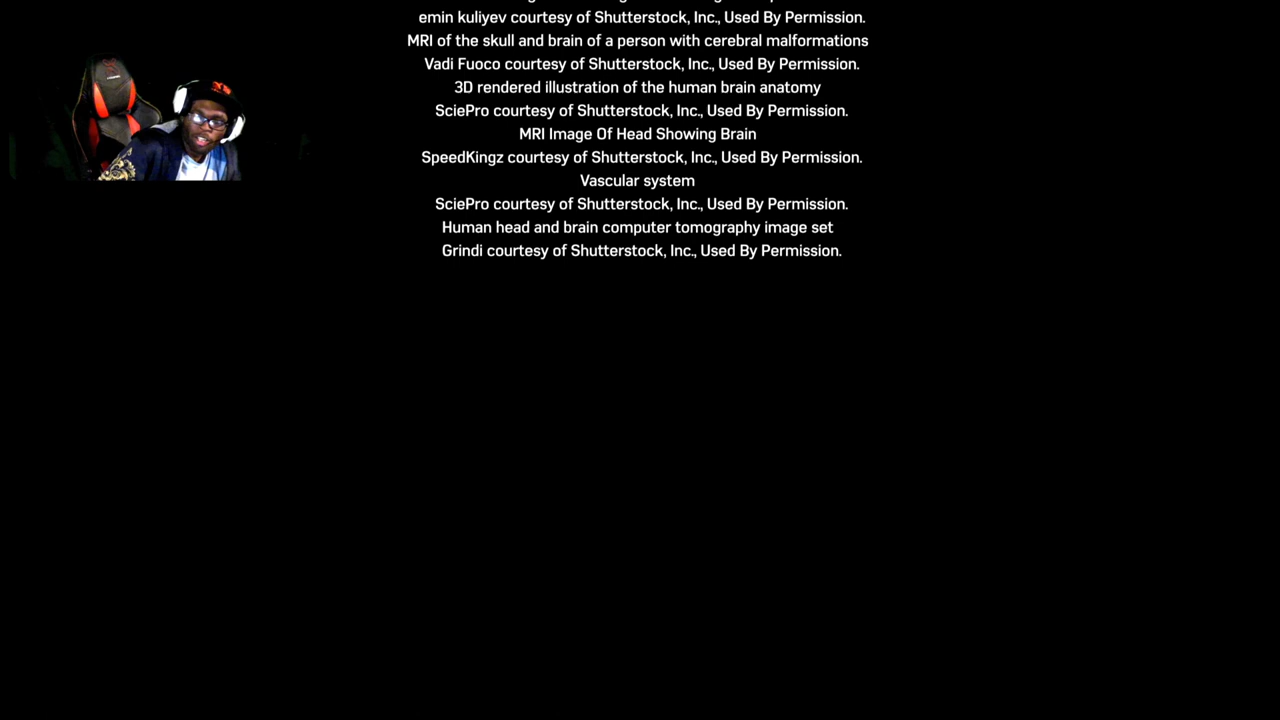 emin kuliyev courtesy of Shutterstock, Inc., Used By Permission.
MRI of the skull and brain of a person with cerebral malformations
Vadi Fuoco courtesy of Shutterstock, Inc., Used By Permission.
3D rendered illustration of the human brain anatomy
SciePro courtesy of Shutterstock, Inc., Used By Permission.
MRI Image Of Head Showing Brain
SpeedKingz courtesy of Shutterstock, Inc., Used By Permission.
Vascular system
SciePro courtesy of Shutterstock, Inc., Used By Permission.
Human head and brain computer tomography image set
Grindi courtesy of Shutterstock, Inc., Used By Permission.